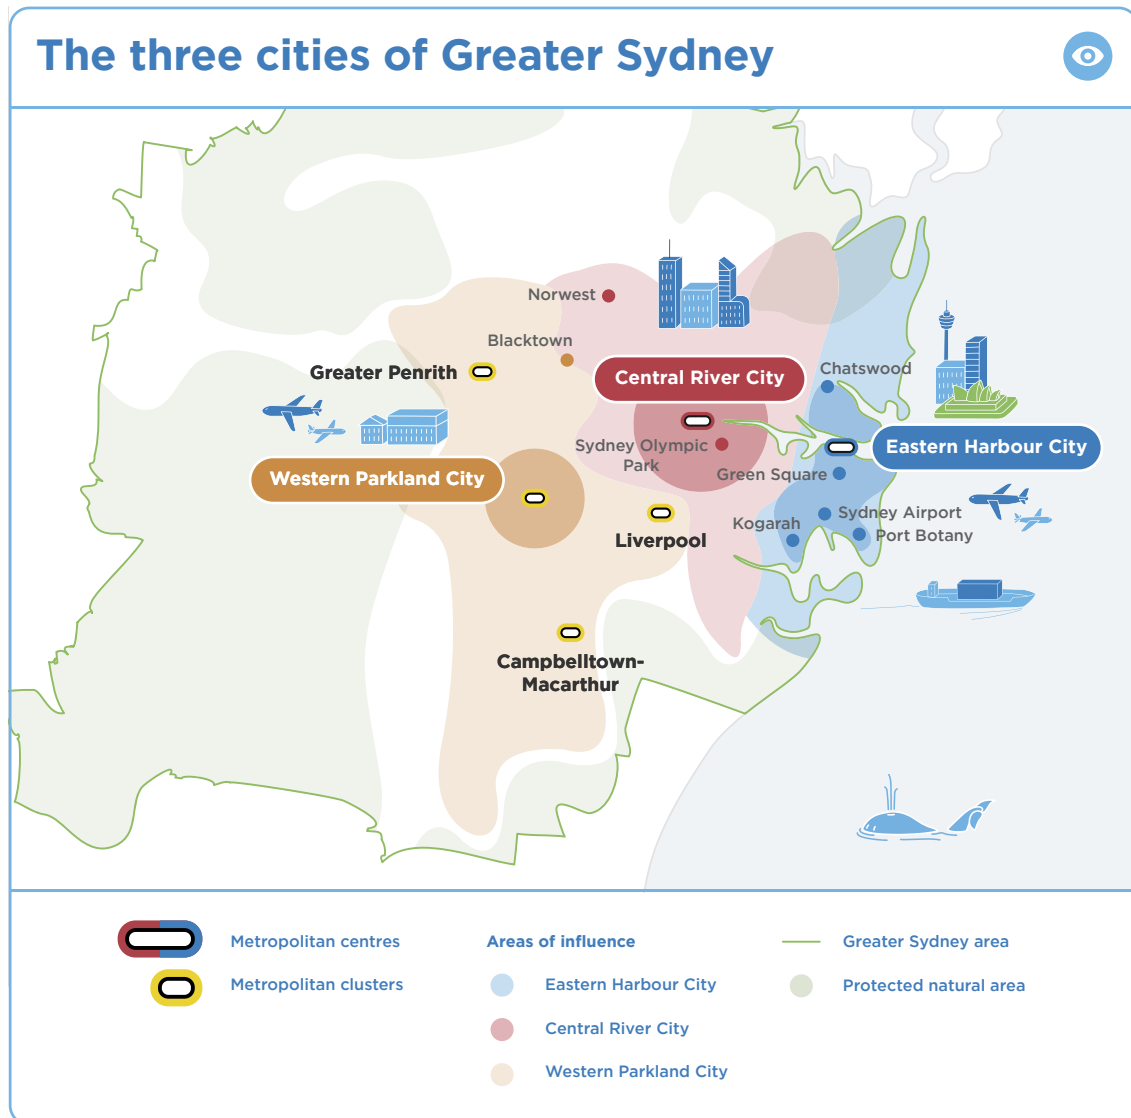 The three cities of Greater Sydney
Norwest
Blacktown
Greater Penrith
Central River City
Chatswood
Sydney Olympic
Park
Eastern Harbour City
Western Parkland City
Green Square
Liverpool
Kogarah
Sydney Airport
Port Botany
Campbelltown-
Macarthur
Metropolitan centres
Metropolitan clusters
Areas of influence
Eastern Harbour City
Central River City
Western Parkland City
Greater Sydney area
Protected natural area